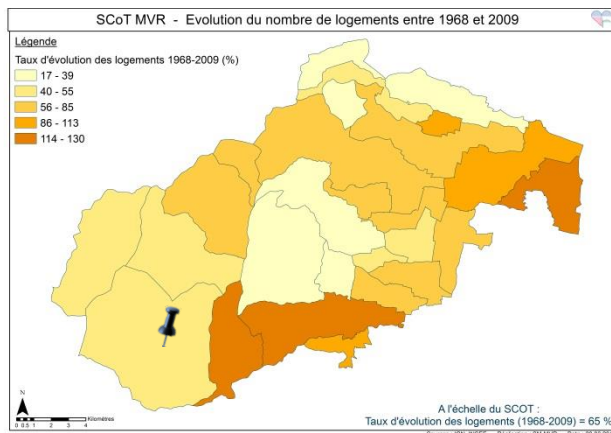 SCoT MVR - Evolution du nombre de logements entre 1968 et 2009
Légende
Taux d'évolution des logements 1968-2009 (%)
17 - 39
40 - 55
56 - 85
86 - 113
114 - 130
N
0 0,5 1 2 3 4
Kilomètres
A l'échelle du SCOT :
Taux d'évolution des logements (1968-2009) = 65 %